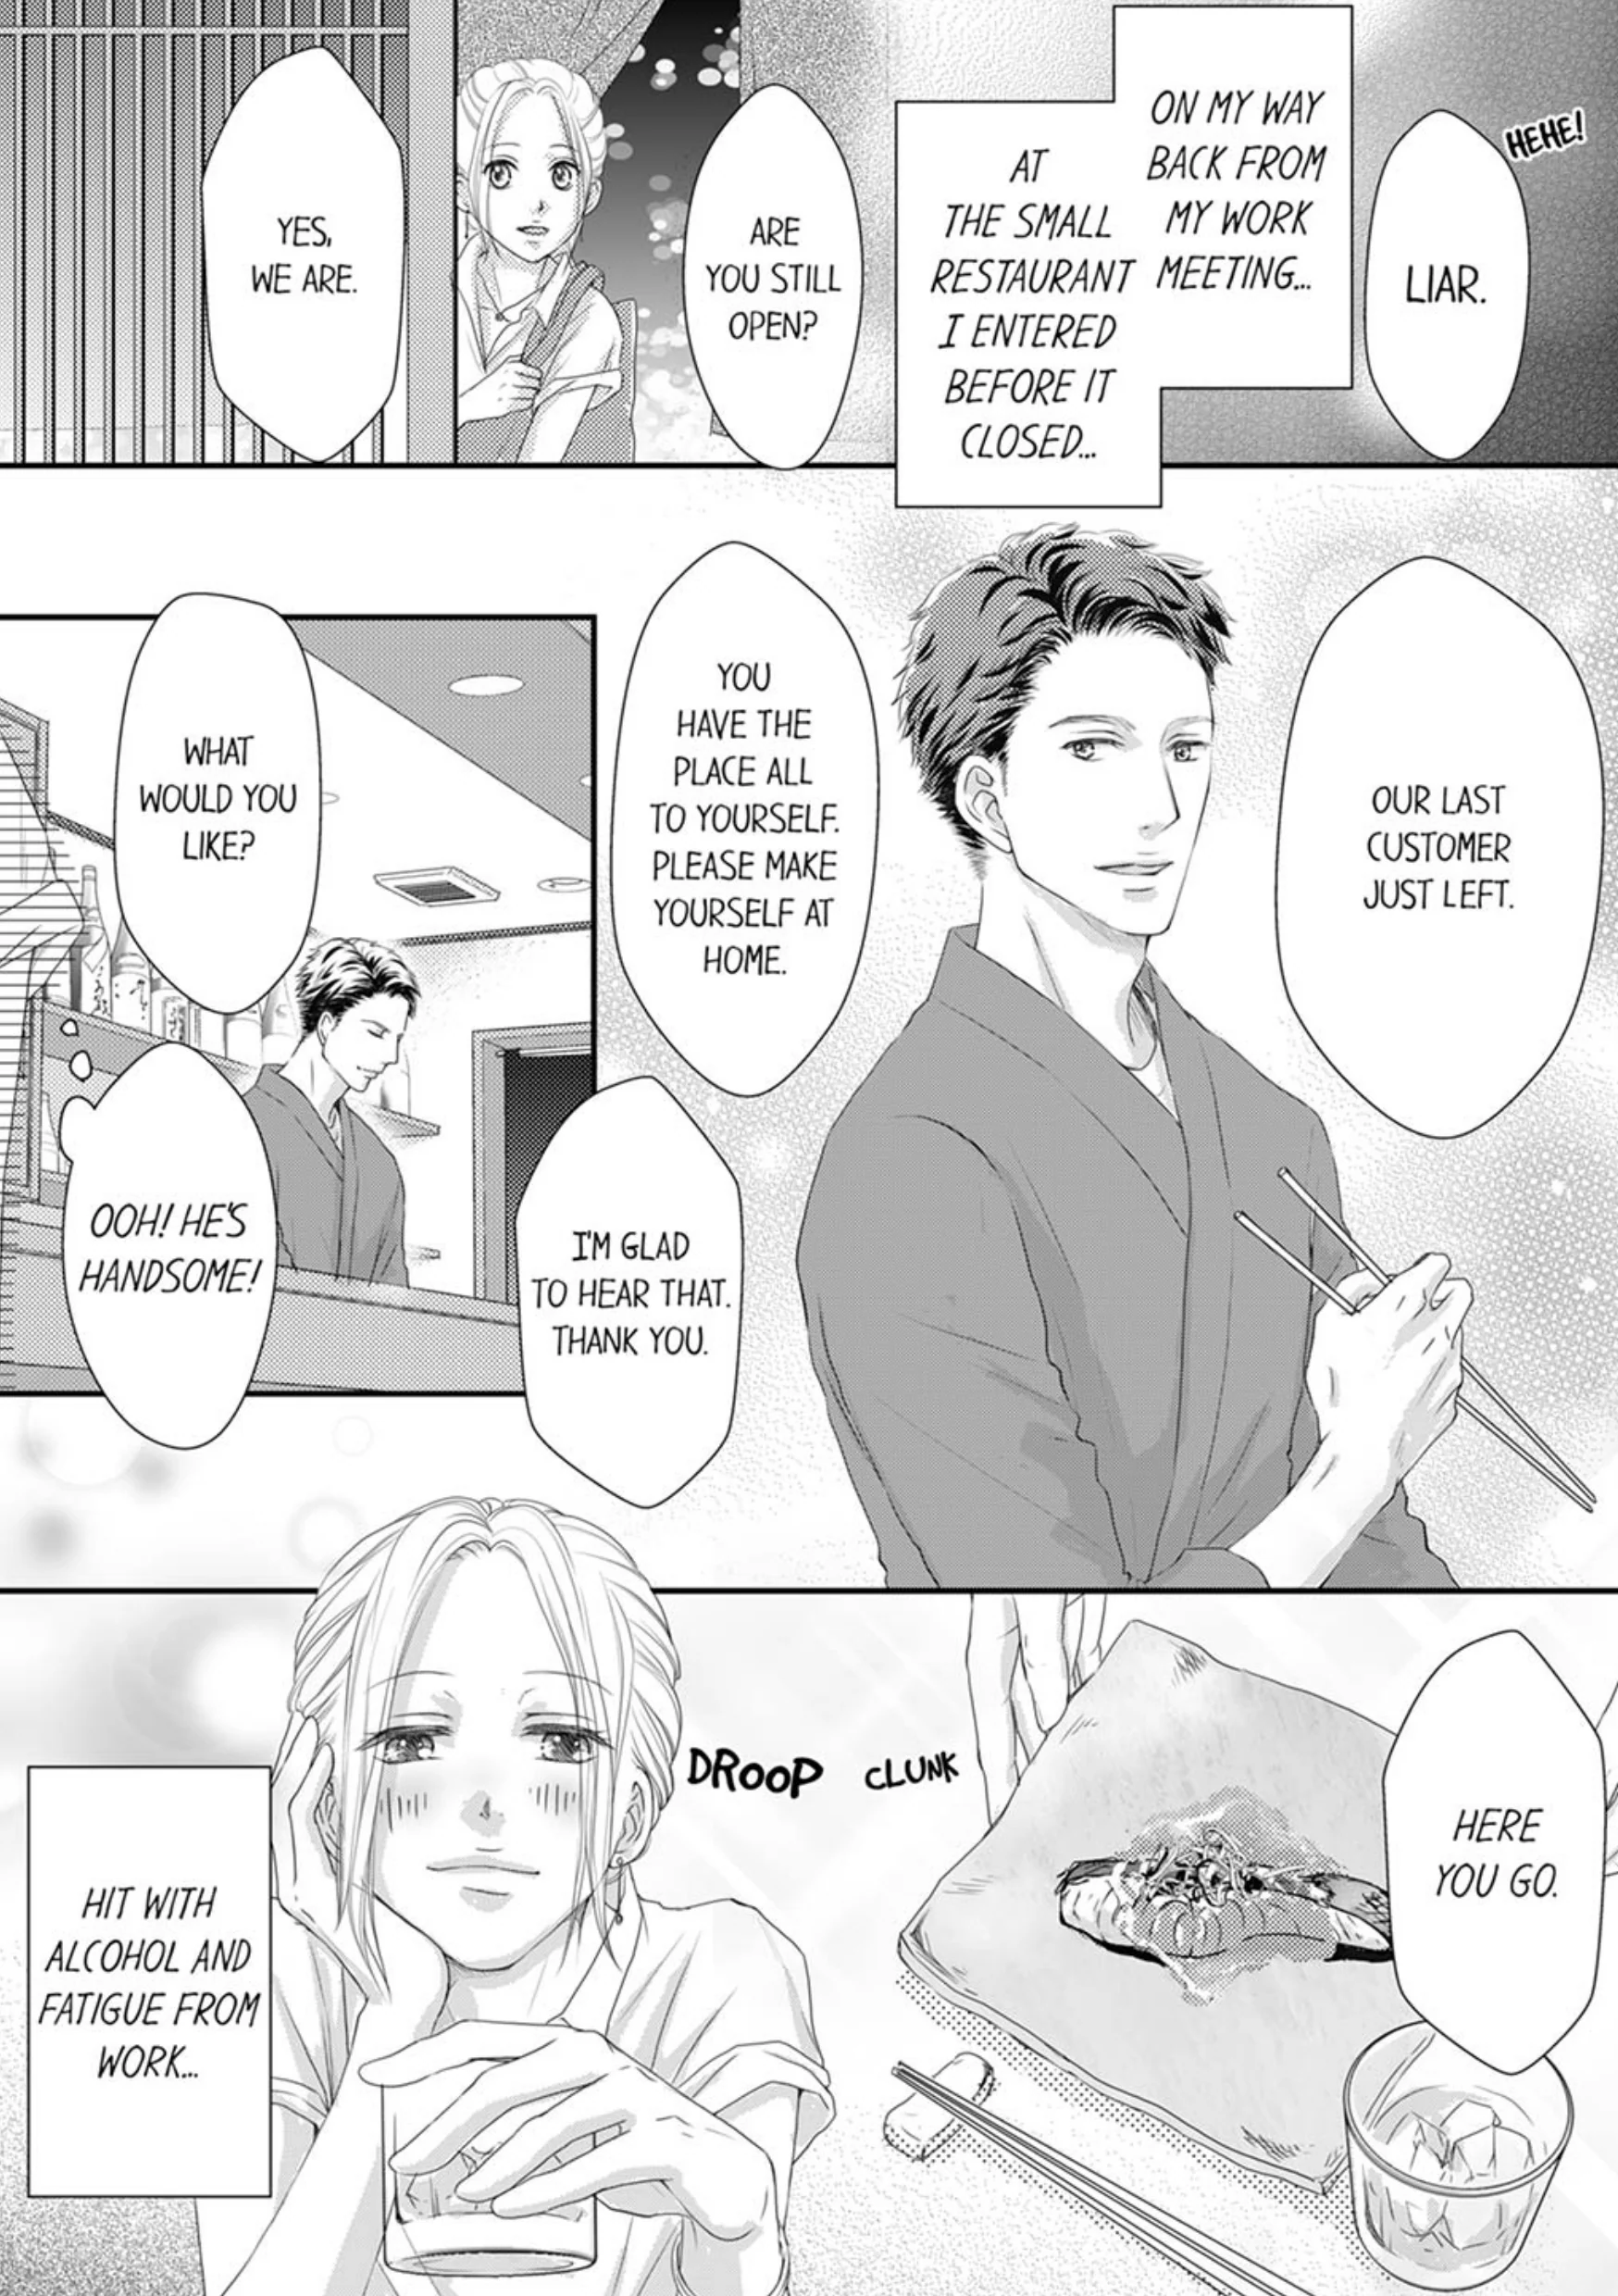 HEHE!
LIAR.
ON MY WAY
BACK FROM
MY WORK
MEETING...
AT
THE SMALL
RESTAURANT
I ENTERED
BEFORE IT
CLOSED...
ARE
YOU STILL
OPEN?
YES,
WE ARE.
OUR LAST
CUSTOMER
JUST LEFT.
YOU
HAVE THE
PLACE ALL
TO YOURSELF.
PLEASE MAKE
YOURSELF AT
HOME.
I'M GLAD
TO HEAR THAT.
THANK YOU.
WHAT
WOULD YOU
LIKE?
OOH! HE'S
HANDSOME!
HERE
YOU GO.
CLUNK
DROOP
HIT WITH
ALCOHOL AND
FATIGUE FROM
WORK...